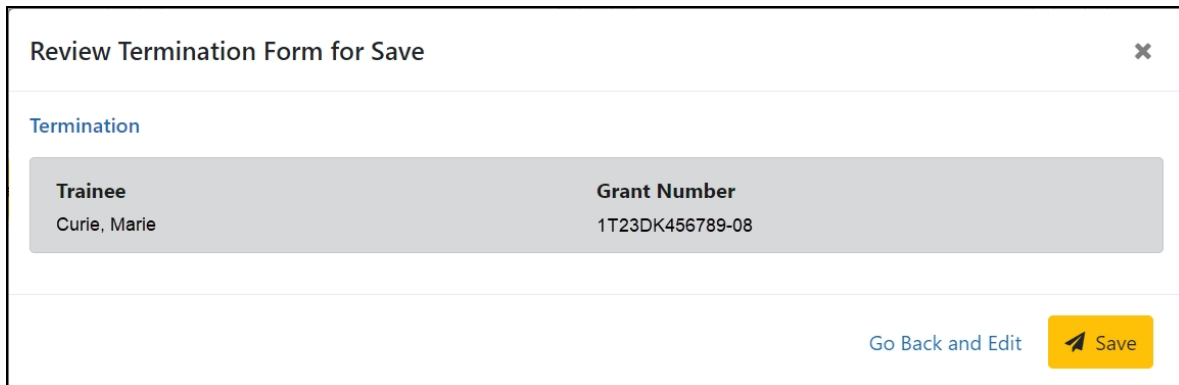 Review Termination Form for Save
Termination
Trainee
Grant Number
Curie, Marie
1T23DK456789-08
Go Back and Edit
Save